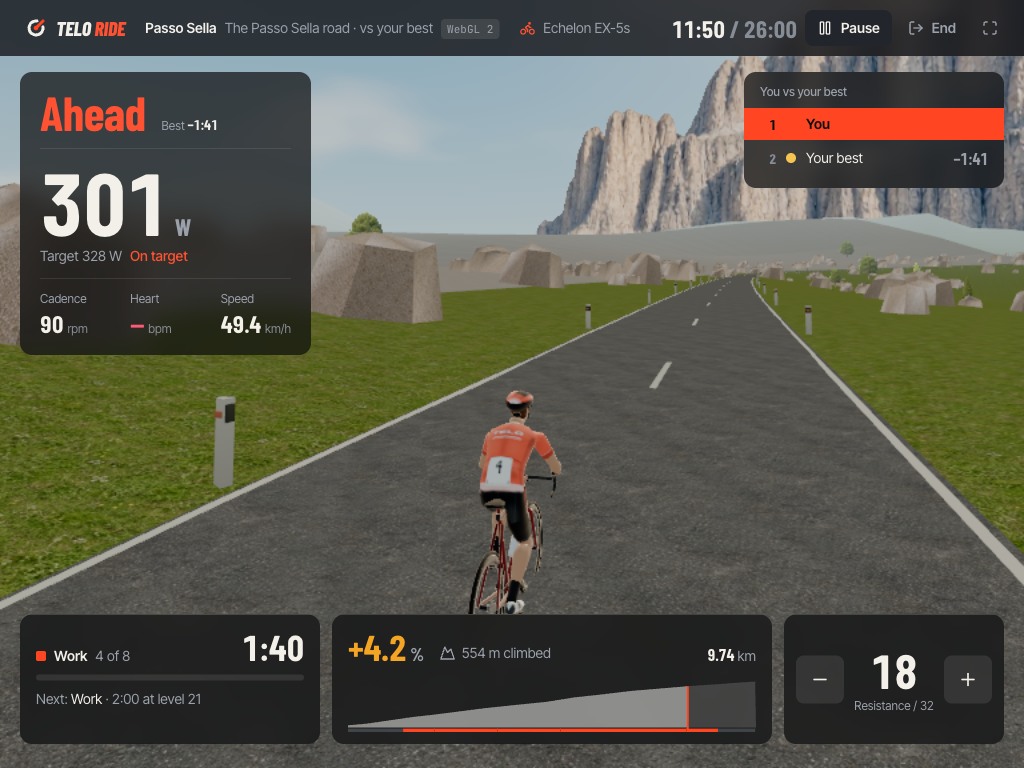 TELO RIDE Passo Sella The Passo Sella road · vs your best WebGL 2 Echelon EX-5s 11:50 / 26:00 Pause End
Ahead Best −1:41
301 W
Target 328 W On target
Cadence Heart Speed
90 rpm — bpm 49.4 km/h
You vs your best
1 You
2 Your best −1:41
TELO
4
Work 4 of 8 1:40
Next: Work · 2:00 at level 21
+4.2 % 554 m climbed 9.74 km
− 18 +
Resistance / 32